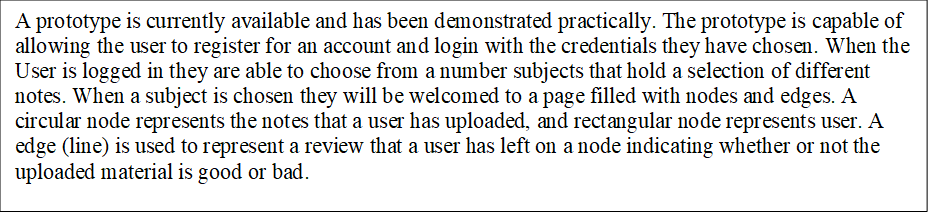 A prototype is currently available and has been demonstrated practically. The prototype is capable of
allowing the user to register for an account and login with the credentials they have chosen. When the
User is logged in they are able to choose from a number subjects that hold a selection of different
notes. When a subject is chosen they will be welcomed to a page filled with nodes and edges. A
circular node represents the notes that a user has uploaded, and rectangular node represents user. A
edge (line) is used to represent a review that a user has left on a node indicating whether or not the
uploaded material is good or bad.